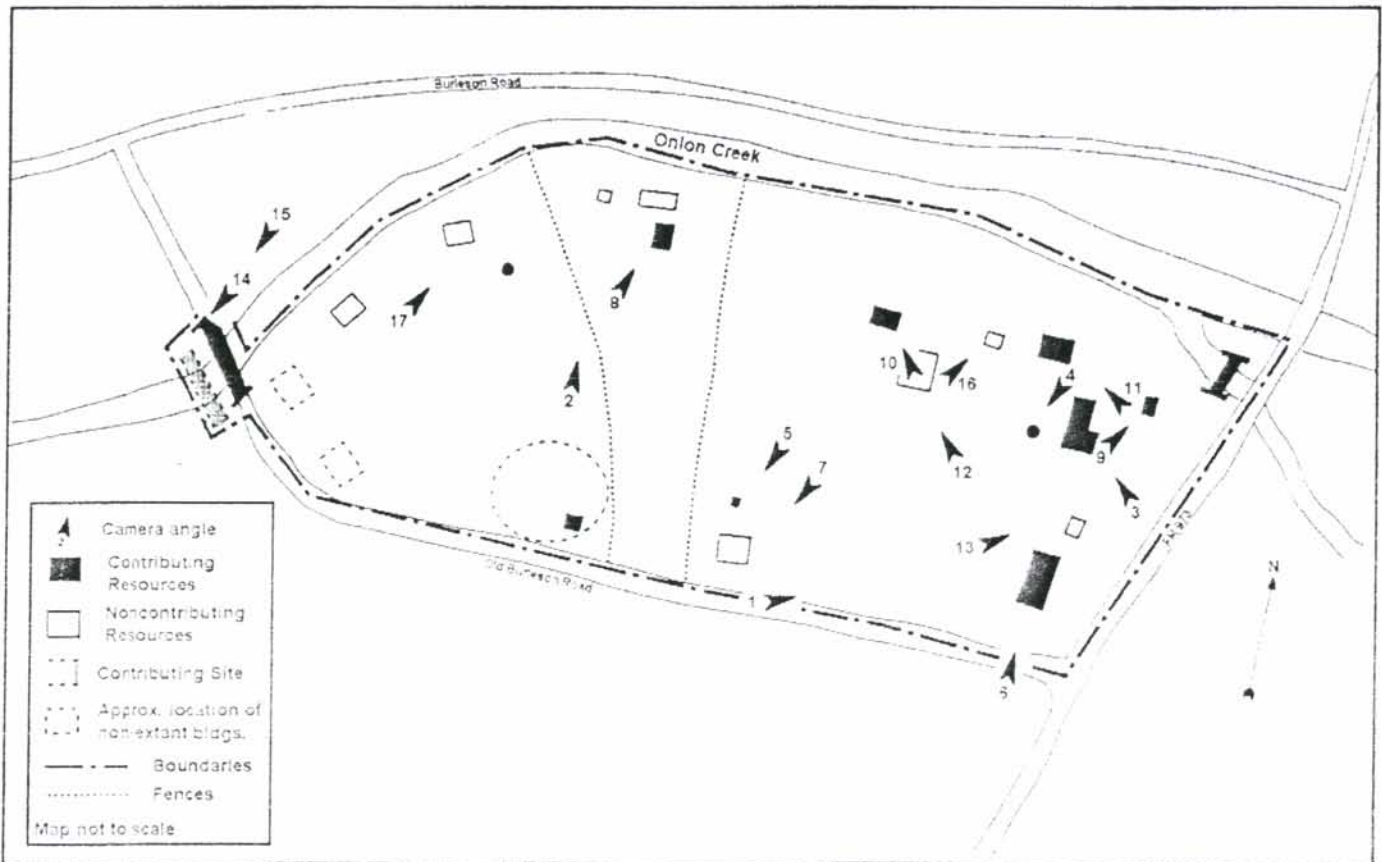 Burleson Road
Onion Creek
15
14
17
8
2
10
16
4
11
9
5
7
12
3
13
1
6
Old Burleson Road
N
2
Camera angle
Contributing
Resources
Noncontributing
Resources
Contributing Site
Approx. location of
non-extant bldgs.
Boundaries
Fences
Map not to scale